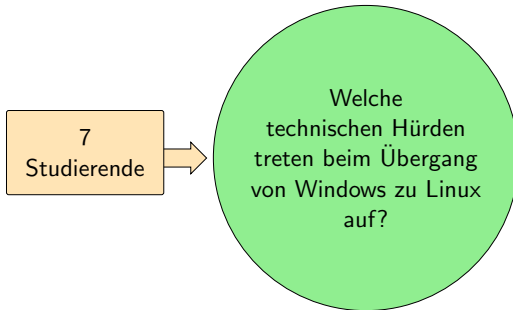 7
Studierende
Welche
technischen Hürden
treten beim Übergang
von Windows zu Linux
auf?